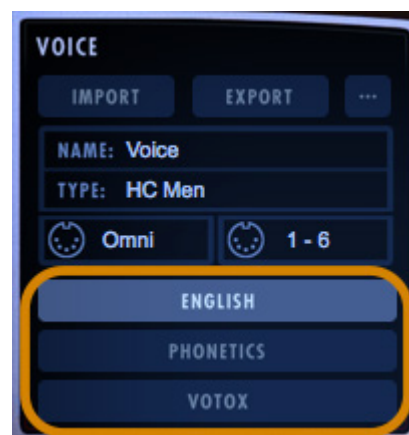 VOICE
IMPORT EXPORT ...
NAME: Voice
TYPE: HC Men
Omni 1 - 6
ENGLISH
PHONETICS
VOTOX